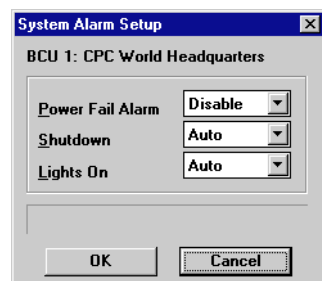 System Alarm Setup
BCU 1: CPC World Headquarters
Power Fail Alarm Disable
Shutdown Auto
Lights On Auto
OK Cancel